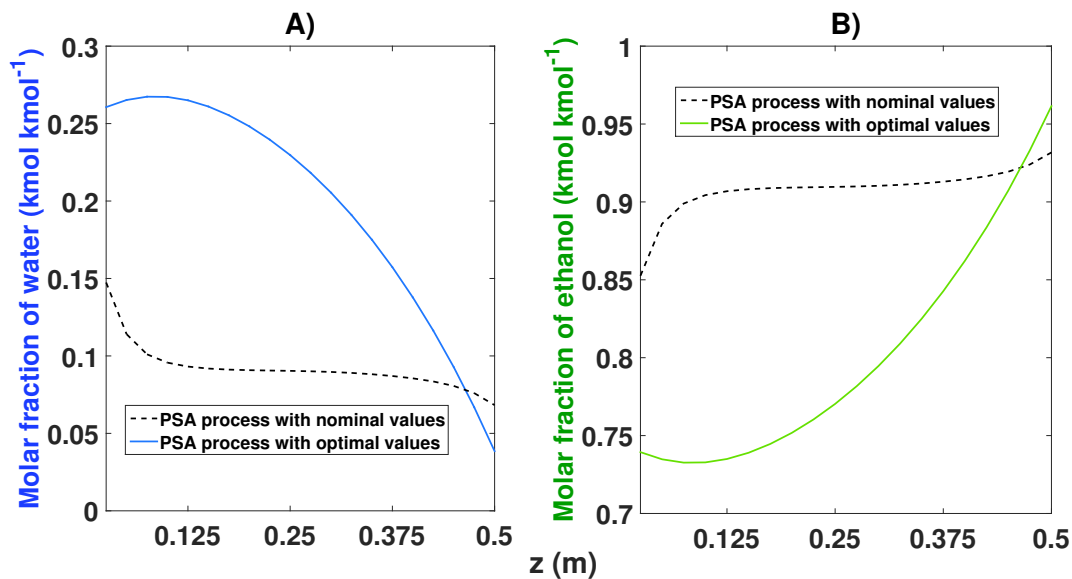 A)
Molar fraction of water (kmol kmol-1)
0.3
0.25
0.2
0.15
0.1
0.05
0
PSA process with nominal values
PSA process with optimal values
0.125
0.25
0.375
0.5
B)
Molar fraction of ethanol (kmol kmol-1)
1
0.95
0.9
0.85
0.8
0.75
0.7
PSA process with nominal values
PSA process with optimal values
0.125
0.25
0.375
0.5
z (m)